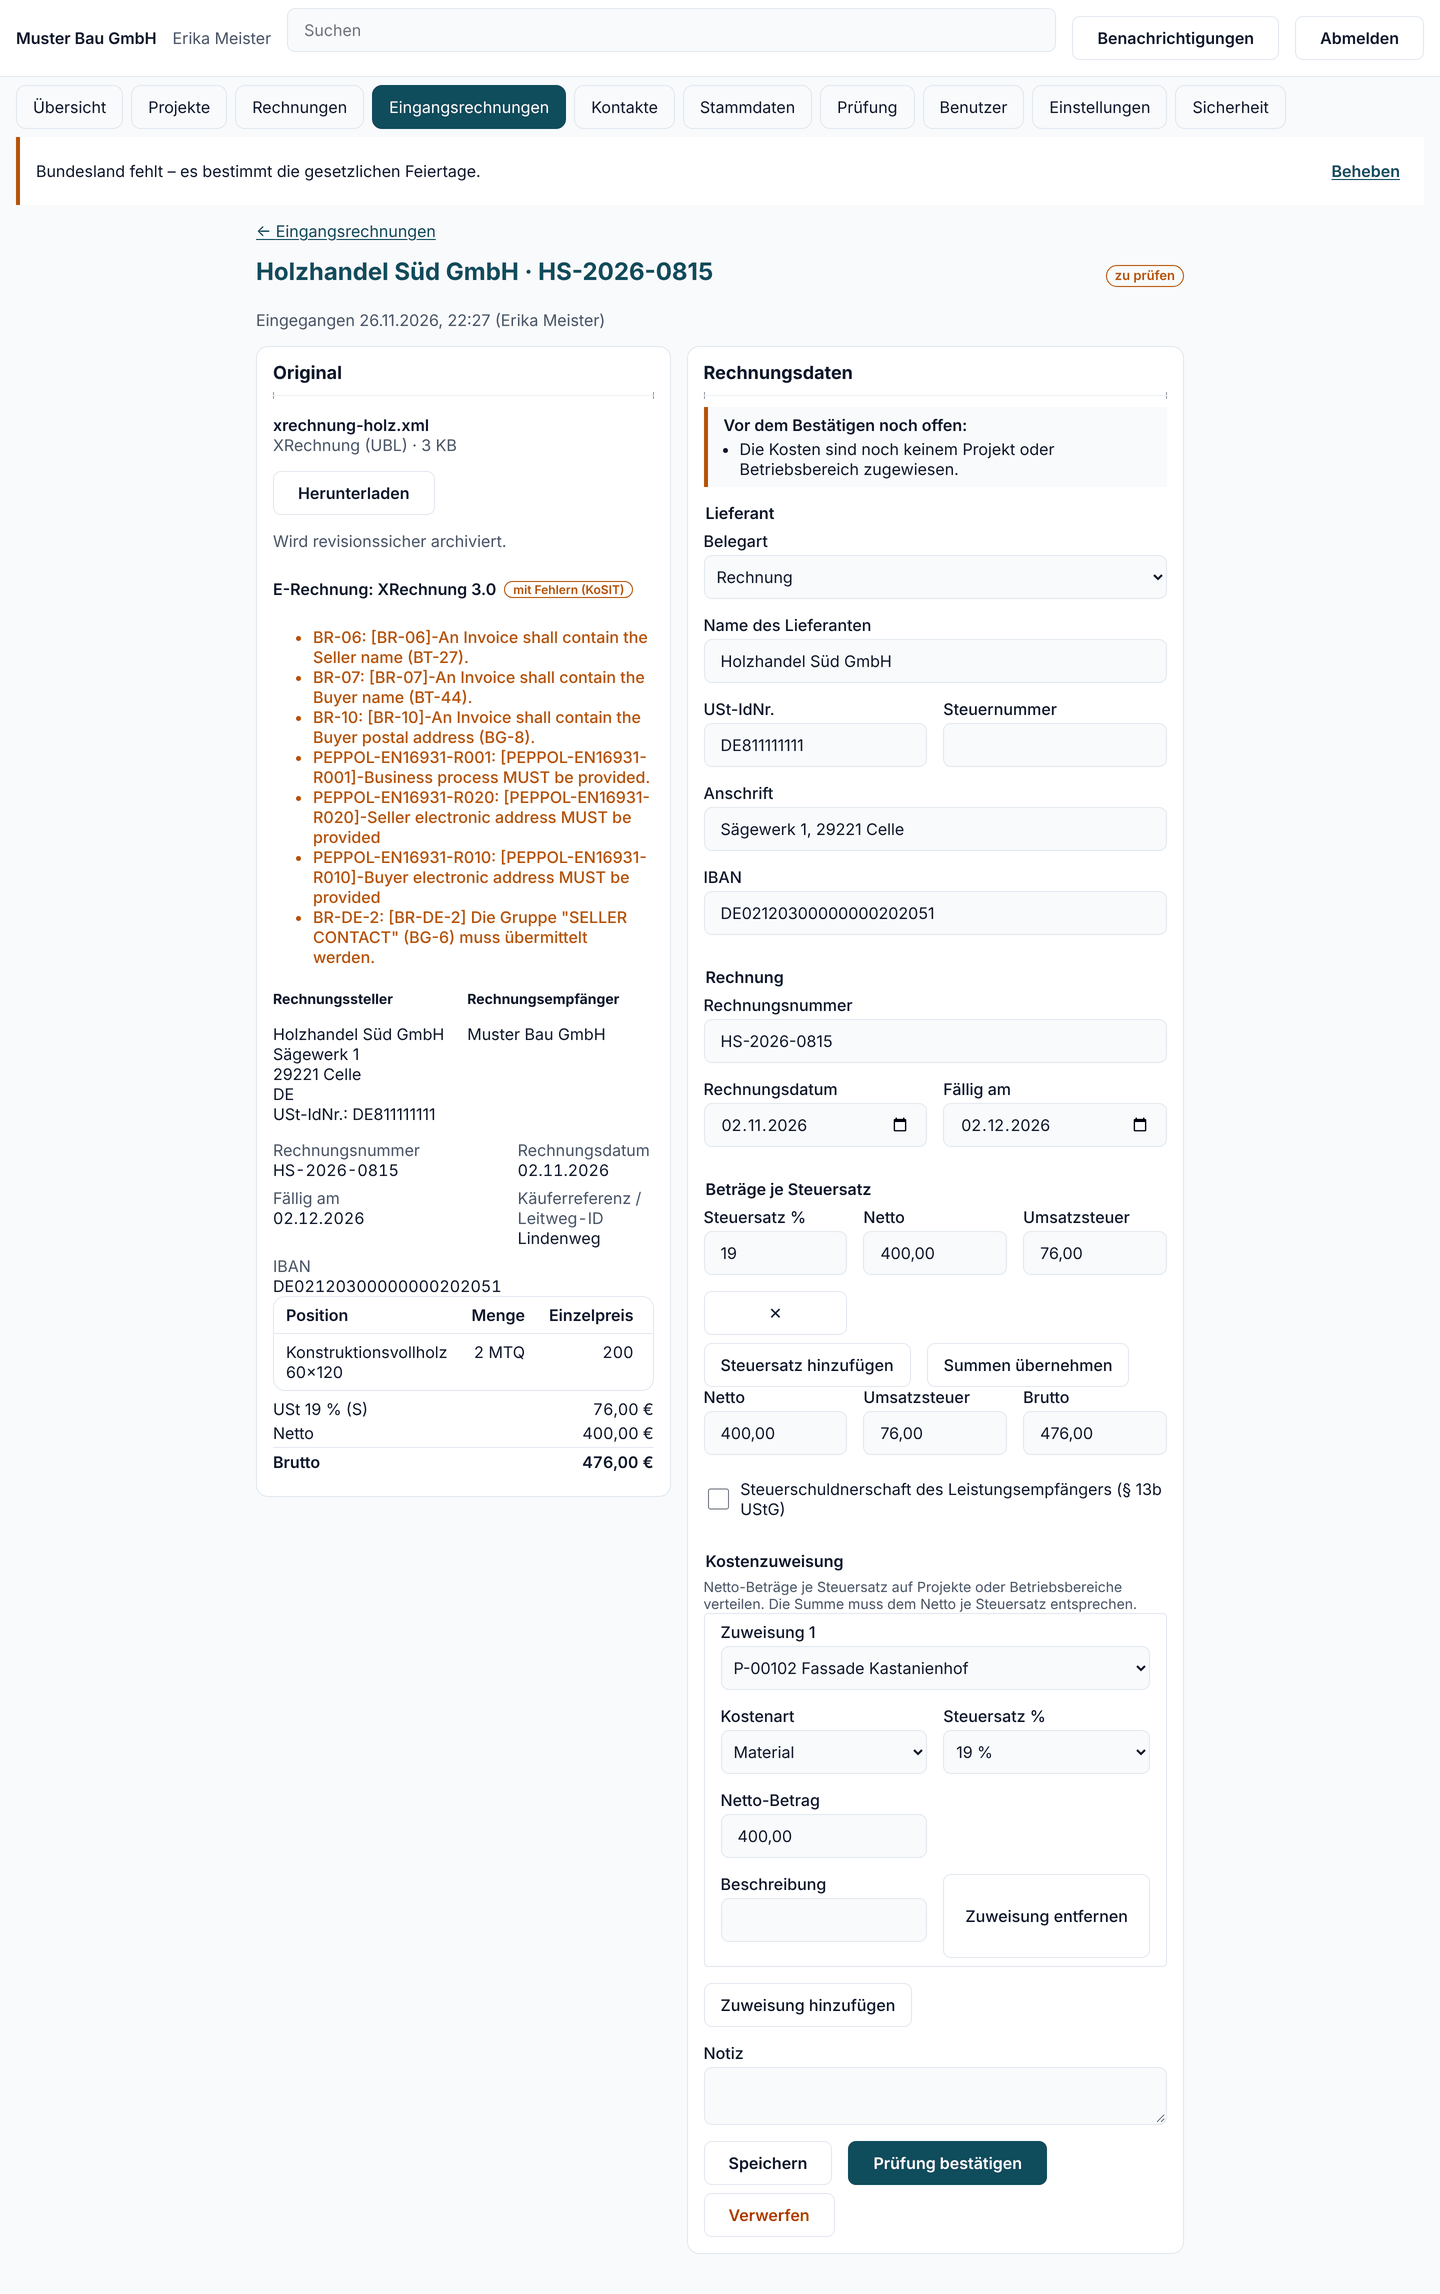 Muster Bau GmbH Erika Meister Suchen Benachrichtigungen Abmelden
Übersicht Projekte Rechnungen Eingangsrechnungen Kontakte Stammdaten Prüfung Benutzer Einstellungen Sicherheit
Bundesland fehlt – es bestimmt die gesetzlichen Feiertage. Beheben
← Eingangsrechnungen
Holzhandel Süd GmbH · HS-2026-0815 zu prüfen
Eingegangen 26.11.2026, 22:27 (Erika Meister)
Original
xrechnung-holz.xml
XRechnung (UBL) · 3 KB
Herunterladen
Wird revisionssicher archiviert.
E-Rechnung: XRechnung 3.0 mit Fehlern (KoSIT)
• BR-06: [BR-06]-An Invoice shall contain the
Seller name (BT-27).
• BR-07: [BR-07]-An Invoice shall contain the
Buyer name (BT-44).
• BR-10: [BR-10]-An Invoice shall contain the
Buyer postal address (BG-8).
• PEPPOL-EN16931-R001: [PEPPOL-EN16931-
R001]-Business process MUST be provided.
• PEPPOL-EN16931-R020: [PEPPOL-EN16931-
R020]-Seller electronic address MUST be
provided
• PEPPOL-EN16931-R010: [PEPPOL-EN16931-
R010]-Buyer electronic address MUST be
provided
• BR-DE-2: [BR-DE-2] Die Gruppe "SELLER
CONTACT" (BG-6) muss übermittelt
werden.
Rechnungssteller Rechnungsempfänger
Holzhandel Süd GmbH Muster Bau GmbH
Sägewerk 1
29221 Celle
DE
USt-IdNr.: DE811111111
Rechnungsnummer Rechnungsdatum
HS-2026-0815 02.11.2026
Fällig am Käuferreferenz /
02.12.2026 Leitweg-ID
Lindenweg
IBAN
DE02120300000000202051
Position Menge Einzelpreis
Konstruktionsvollholz 2 MTQ 200
60×120
USt 19 % (S) 76,00 €
Netto 400,00 €
Brutto 476,00 €
Rechnungsdaten
Vor dem Bestätigen noch offen:
• Die Kosten sind noch keinem Projekt oder
Betriebsbereich zugewiesen.
Lieferant
Belegart
Rechnung
Name des Lieferanten
Holzhandel Süd GmbH
USt-IdNr. Steuernummer
DE811111111
Anschrift
Sägewerk 1, 29221 Celle
IBAN
DE02120300000000202051
Rechnung
Rechnungsnummer
HS-2026-0815
Rechnungsdatum Fällig am
02.11.2026 02.12.2026
Beträge je Steuersatz
Steuersatz % Netto Umsatzsteuer
19 400,00 76,00
×
Steuersatz hinzufügen Summen übernehmen
Netto Umsatzsteuer Brutto
400,00 76,00 476,00
Steuerschuldnerschaft des Leistungsempfängers (§ 13b
UStG)
Kostenzuweisung
Netto-Beträge je Steuersatz auf Projekte oder Betriebsbereiche
verteilen. Die Summe muss dem Netto je Steuersatz entsprechen.
Zuweisung 1
P-00102 Fassade Kastanienhof
Kostenart Steuersatz %
Material 19 %
Netto-Betrag
400,00
Beschreibung
Zuweisung entfernen
Zuweisung hinzufügen
Notiz
Speichern Prüfung bestätigen
Verwerfen